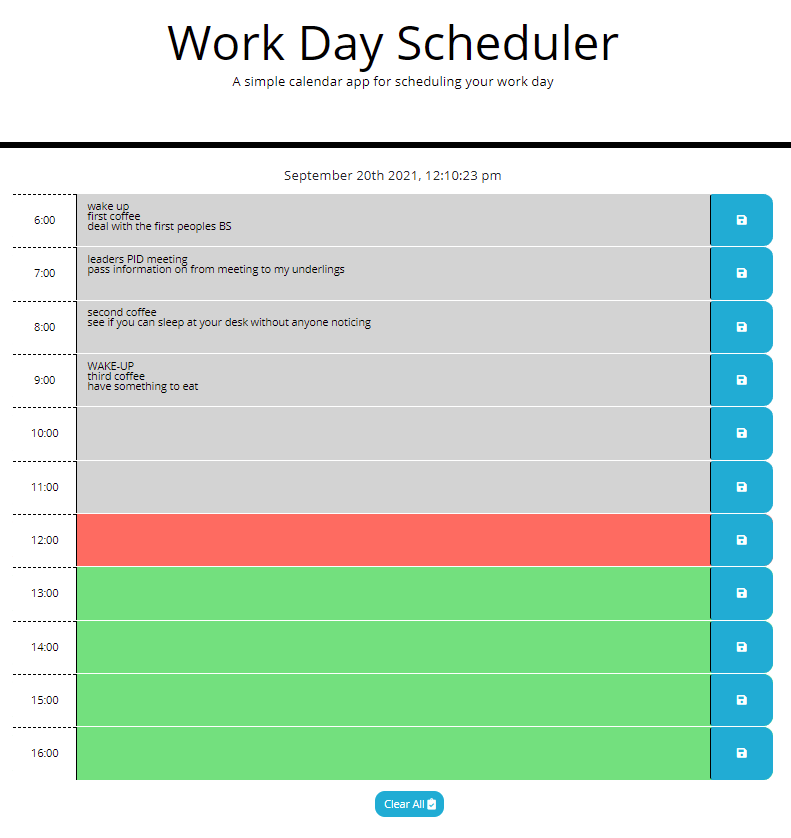 Work Day Scheduler
A simple calendar app for scheduling your work day
September 20th 2021, 12:10:23 pm
6:00
wake up
first coffee
deal with the first peoples BS
7:00
leaders PID meeting
pass information on from meeting to my underlings
8:00
second coffee
see if you can sleep at your desk without anyone noticing
9:00
WAKE-UP
third coffee
have something to eat
10:00
11:00
12:00
13:00
14:00
15:00
16:00
Clear All